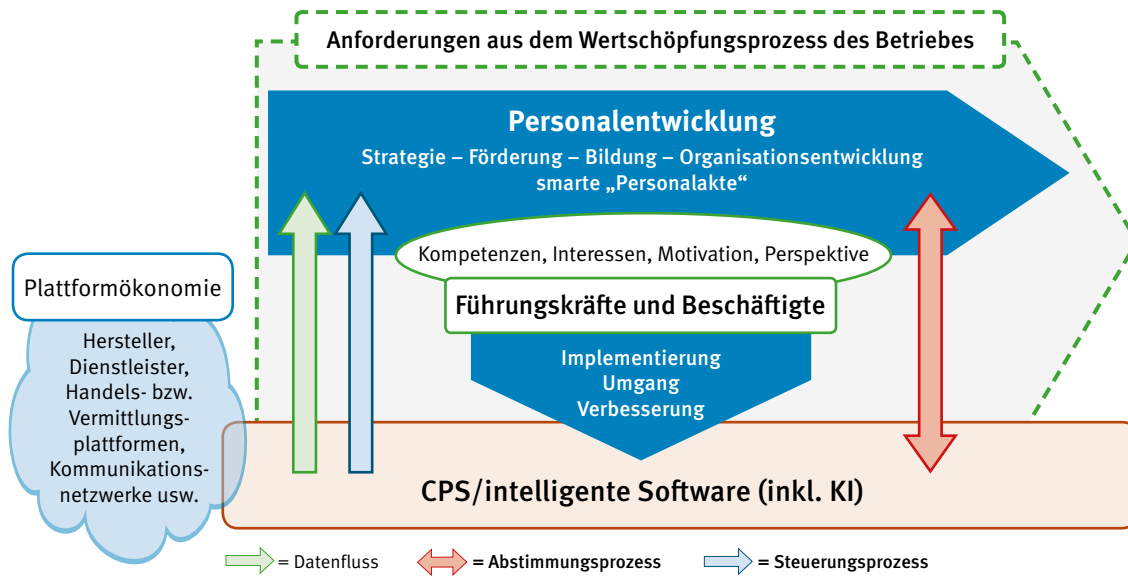 Anforderungen aus dem Wertschöpfungsprozess des Betriebes
Personalentwicklung
Strategie – Förderung – Bildung – Organisationsentwicklung
smarte „Personalakte“
Kompetenzen, Interessen, Motivation, Perspektive
Führungskräfte und Beschäftigte
Implementierung
Umgang
Verbesserung
Plattformökonomie
Hersteller,
Dienstleister,
Handels- bzw.
Vermittlungs-
plattformen,
Kommunikations-
netzwerke usw.
CPS/intelligente Software (inkl. KI)
= Datenfluss
= Abstimmungsprozess
= Steuerungsprozess